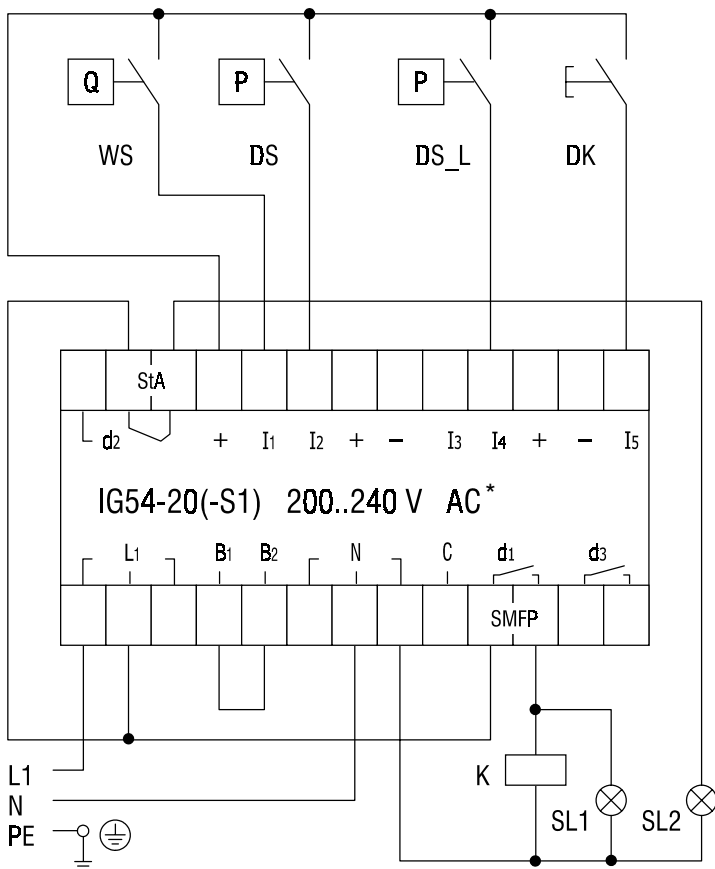 Q P P
WS DS DS_L DK
StA
d2 + I1 I2 + − I3 I4 + − I5
IG54-20(-S1) 200..240 V AC*
L1 B1 B2 N C d1 d3
SMFP
L1
K
N
SL1 SL2
PE